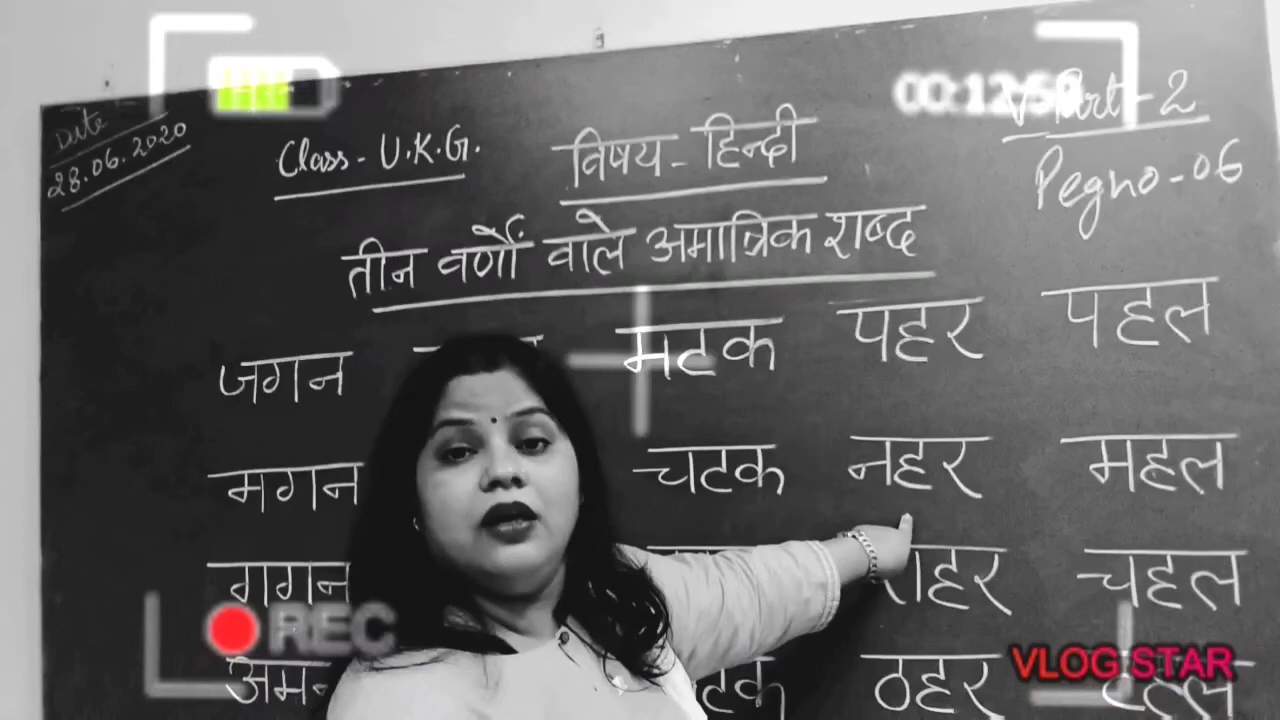 Date
28.06.2020
Class - U.K.G.
विषय - हिन्दी
Part - 2
Pegno - 06
तीन वर्णों वाले अमात्रिक शब्द
जगन मटक पहर पहल
मगन चटक नहर महल
गगन शहर चहल
ठहर
REC
VLOG STAR